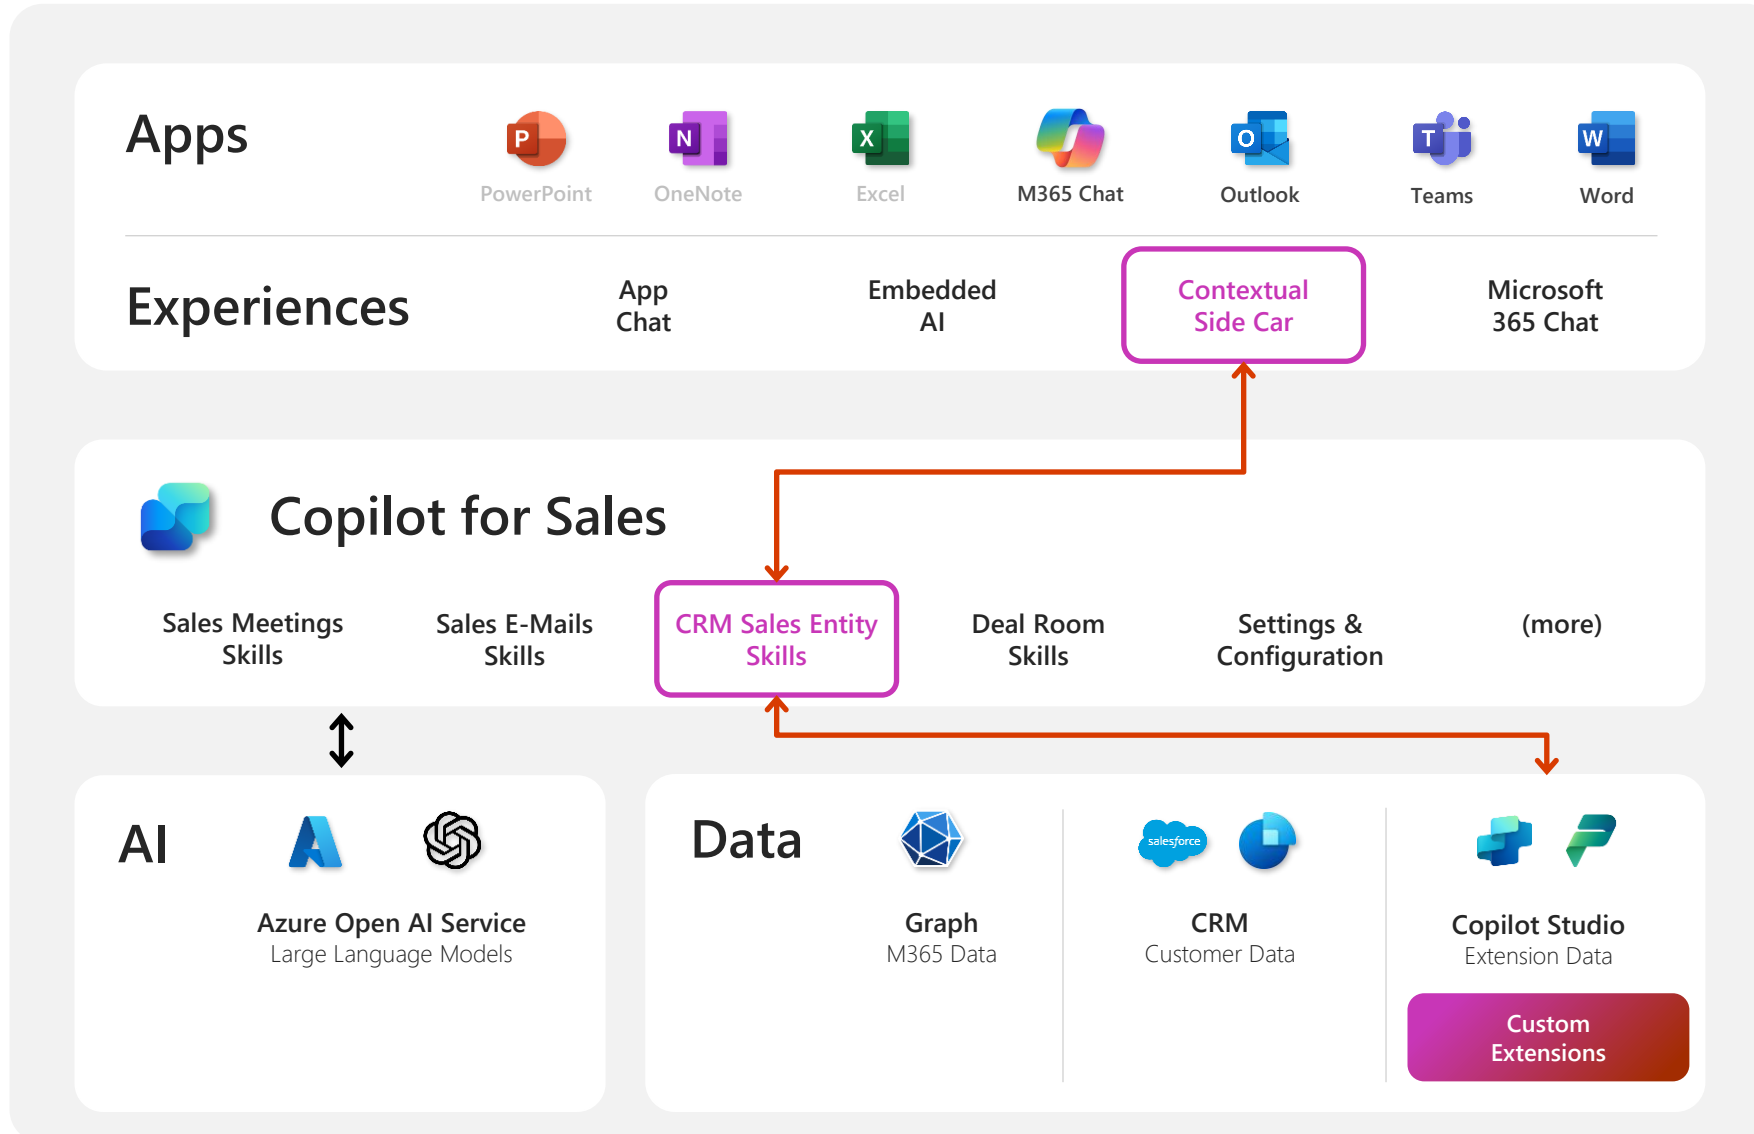 Apps
P
N
X
O
T
W
PowerPoint
OneNote
Excel
M365 Chat
Outlook
Teams
Word
Experiences
App
Chat
Embedded
AI
Contextual
Side Car
Microsoft
365 Chat
Copilot for Sales
Sales Meetings
Skills
Sales E-Mails
Skills
CRM Sales Entity
Skills
Deal Room
Skills
Settings &
Configuration
(more)
AI
Azure Open AI Service
Large Language Models
Data
Graph
M365 Data
salesforce
CRM
Customer Data
Copilot Studio
Extension Data
Custom
Extensions